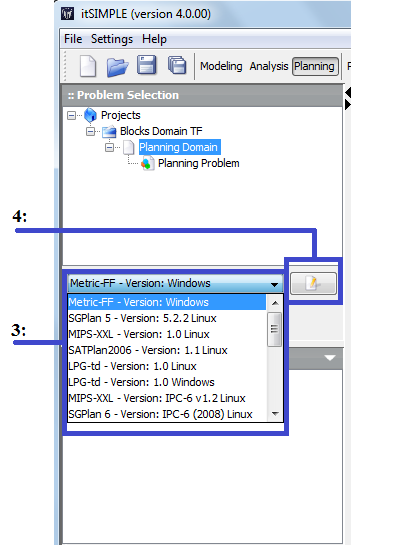 itSIMPLE (version 4.0.00)
File Settings Help
Modeling Analysis Planning
:: Problem Selection
Projects
Blocks Domain TF
Planning Domain
Planning Problem
4:
Metric-FF - Version: Windows
3:
Metric-FF - Version: Windows
SGPlan 5 - Version: 5.2.2 Linux
MIPS-XXL - Version: 1.0 Linux
SATPlan2006 - Version: 1.1 Linux
LPG-td - Version: 1.0 Linux
LPG-td - Version: 1.0 Windows
MIPS-XXL - Version: IPC-6 v1.2 Linux
SGPlan 6 - Version: IPC-6 (2008) Linux